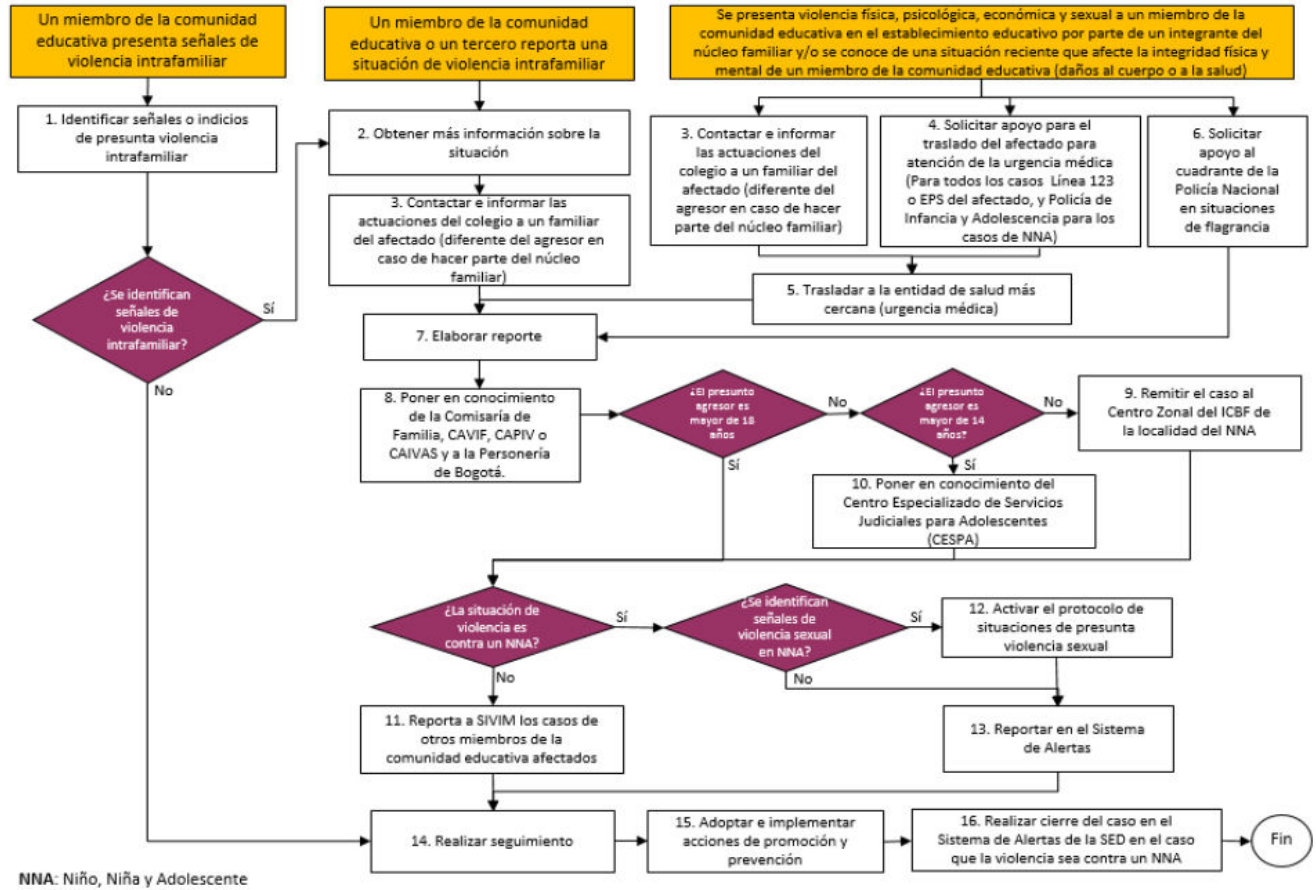 Un miembro de la comunidad
educativa presenta señales de
violencia intrafamiliar
Un miembro de la comunidad
educativa o un tercero reporta una
situación de violencia intrafamiliar
Se presenta violencia física, psicológica, económica y sexual a un miembro de la
comunidad educativa en el establecimiento educativo por parte de un integrante del
núcleo familiar y/o se conoce de una situación reciente que afecte la integridad física y
mental de un miembro de la comunidad educativa (daños al cuerpo o a la salud)
1. Identificar señales o indicios
de presunta violencia
intrafamiliar
2. Obtener más información sobre la
situación
3. Contactar e informar las
actuaciones del colegio a un familiar
del afectado (diferente del agresor en
caso de hacer parte del núcleo
familiar)
3. Contactar e informar
las actuaciones del
colegio a un familiar del
afectado (diferente del
agresor en caso de hacer
parte del núcleo familiar)
4. Solicitar apoyo para el
traslado del afectado para
atención de la urgencia médica
(Para todos los casos Línea 123
o EPS del afectado, y Policía de
Infancia y Adolescencia para los
casos de NNA)
6. Solicitar
apoyo al
cuadrante de la
Policía Nacional
en situaciones
de flagrancia
¿Se identifican
señales de
violencia
intrafamiliar?
Sí
No
5. Trasladar a la entidad de salud más
cercana (urgencia médica)
7. Elaborar reporte
8. Poner en conocimiento
de la Comisaría de
Familia, CAVIF, CAPIV o
CAIVAS y a la Personería
de Bogotá.
¿El presunto
agresor es
mayor de 18
años
No
Sí
¿El presunto
agresor es
mayor de 14
años?
No
Sí
9. Remitir el caso al
Centro Zonal del ICBF de
la localidad del NNA
10. Poner en conocimiento del
Centro Especializado de Servicios
Judiciales para Adolescentes
(CESPA)
¿La situación de
violencia es
contra un NNA?
Sí
No
¿Se identifican
señales de
violencia sexual
en NNA?
Sí
No
12. Activar el protocolo de
situaciones de presunta
violencia sexual
11. Reporta a SIVIM los casos de
otros miembros de la
comunidad educativa afectados
13. Reportar en el Sistema
de Alertas
14. Realizar seguimiento
15. Adoptar e implementar
acciones de promoción y
prevención
16. Realizar cierre del caso en el
Sistema de Alertas de la SED en el caso
que la violencia sea contra un NNA
Fin
NNA: Niño, Niña y Adolescente